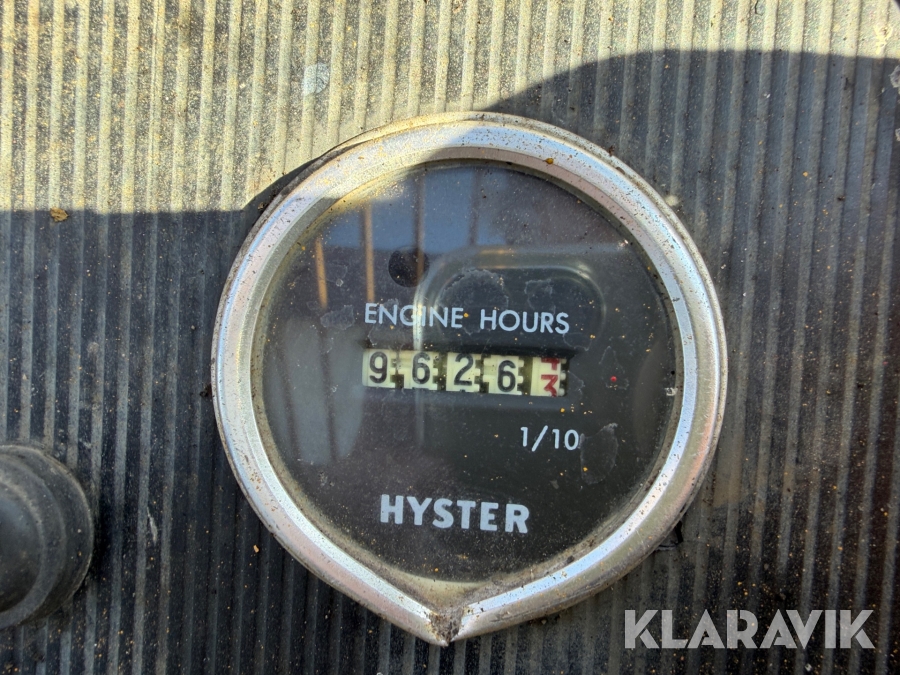 ENGINE HOURS
9626
1/10
HYSTER
KLARAVIK